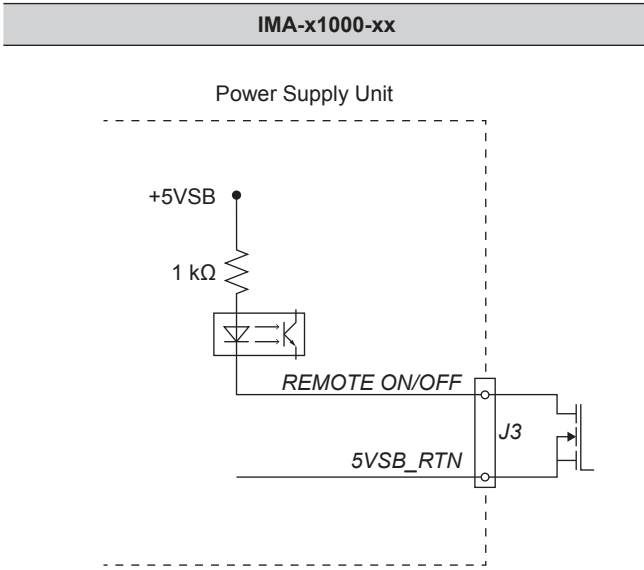 IMA-x1000-xx
Power Supply Unit
+5VSB
1 kΩ
REMOTE ON/OFF
J3
5VSB_RTN